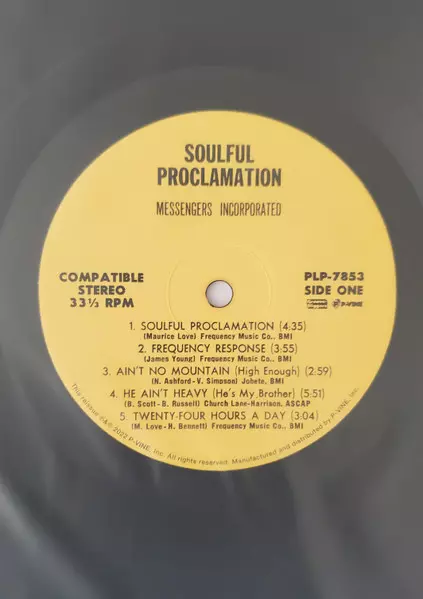 SOULFUL
PROCLAMATION
MESSENGERS INCORPORATED
COMPATIBLE
STEREO
33⅓ RPM
PLP-7853
SIDE ONE
P-VINE
1. SOULFUL PROCLAMATION (4:35)
(Maurice Love) Frequency Music Co., BMI
2. FREQUENCY RESPONSE (3:55)
(James Young) Frequency Music Co., BMI
3. AIN'T NO MOUNTAIN (High Enough) (2:59)
(N. Ashford-V. Simpson) Jobete, BMI
4. HE AIN'T HEAVY (He's My Brother) (5:51)
(B. Scott-B. Russell) Church Lane-Harrison, ASCAP
5. TWENTY-FOUR HOURS A DAY (3:04)
(M. Love-H. Bennett) Frequency Music Co., BMI
This release ℗&© 2022 P-VINE, Inc. All rights reserved. Manufactured and distributed by P-VINE, Inc.